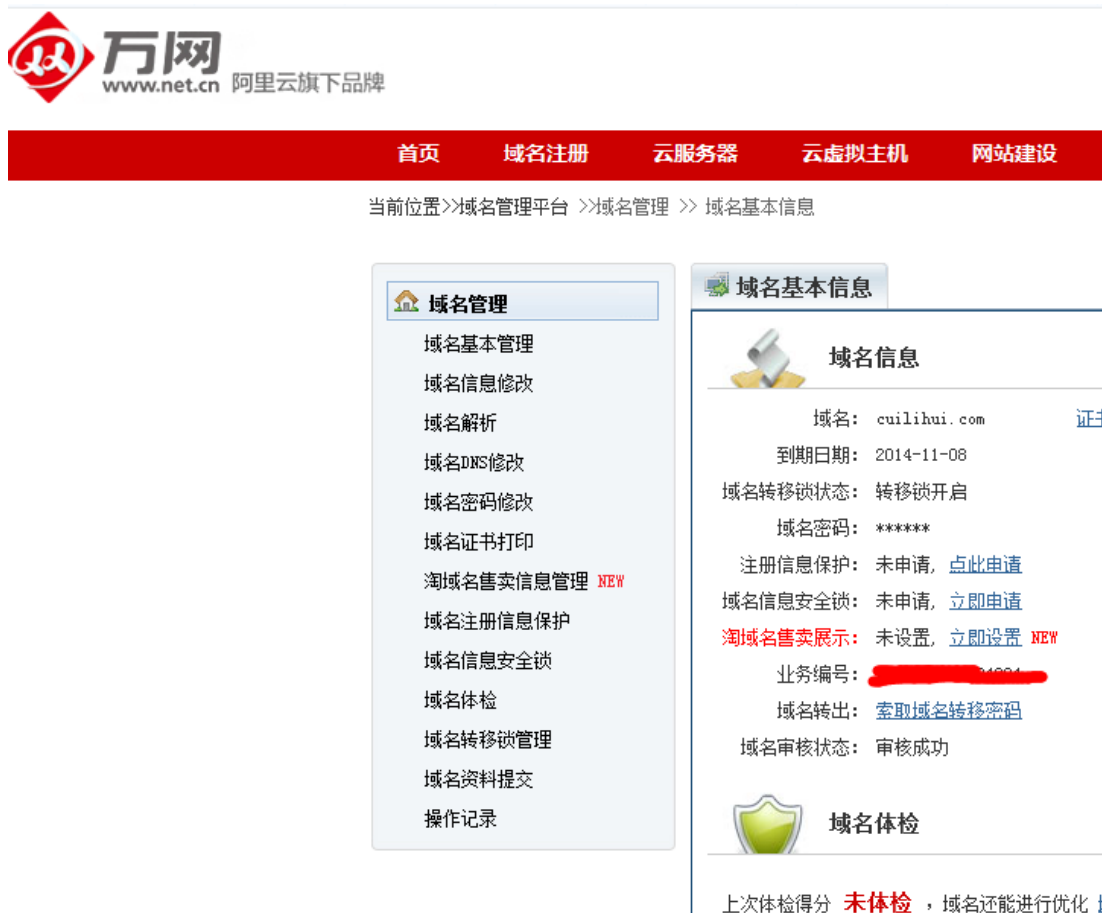 万网
www.net.cn 阿里云旗下品牌
首页 域名注册 云服务器 云虚拟主机 网站建设
当前位置>>域名管理平台 >>域名管理 >> 域名基本信息
域名管理
域名基本管理
域名信息修改
域名解析
域名DNS修改
域名密码修改
域名证书打印
淘域名售卖信息管理 NEW
域名注册信息保护
域名信息安全锁
域名体检
域名转移锁管理
域名资料提交
操作记录
域名基本信息
域名信息
域名: cuilihui.com 证书
到期日期: 2014-11-08
域名转移锁状态: 转移锁开启
域名密码: ******
注册信息保护: 未申请, 点此申请
域名信息安全锁: 未申请, 立即申请
淘域名售卖展示: 未设置, 立即设置 NEW
业务编号:
域名转出: 索取域名转移密码
域名审核状态: 审核成功
域名体检
上次体检得分 未体检 ，域名还能进行优化